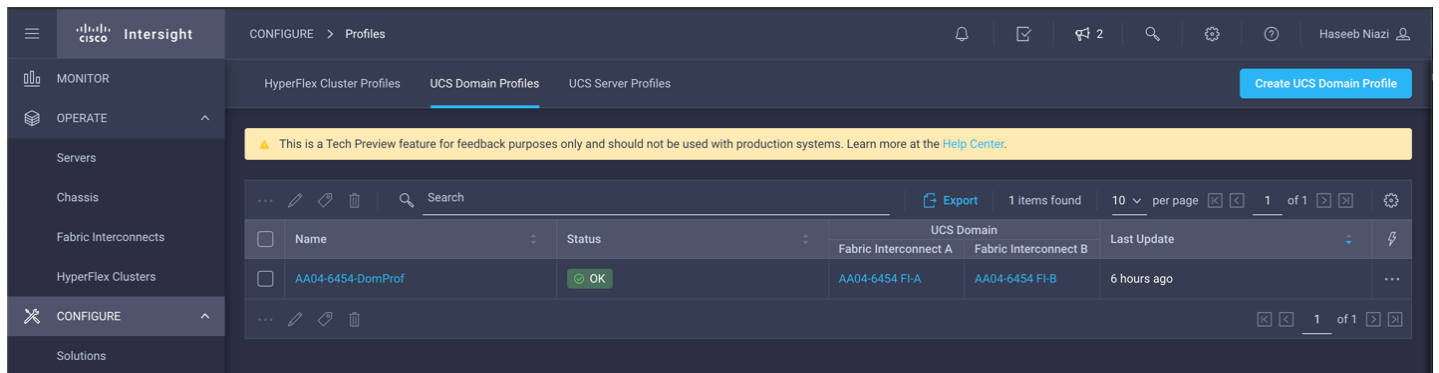 CISCO Intersight
CONFIGURE > Profiles
2
Haseeb Niazi
MONITOR
OPERATE
Servers
Chassis
Fabric Interconnects
HyperFlex Clusters
CONFIGURE
Solutions
HyperFlex Cluster Profiles
UCS Domain Profiles
UCS Server Profiles
Create UCS Domain Profile
This is a Tech Preview feature for feedback purposes only and should not be used with production systems. Learn more at the Help Center.
Search
Export
1 items found
10 per page
1 of 1
Name
Status
UCS Domain
Fabric Interconnect A
Fabric Interconnect B
Last Update
AA04-6454-DomProf
OK
AA04-6454 FI-A
AA04-6454 FI-B
6 hours ago
1 of 1